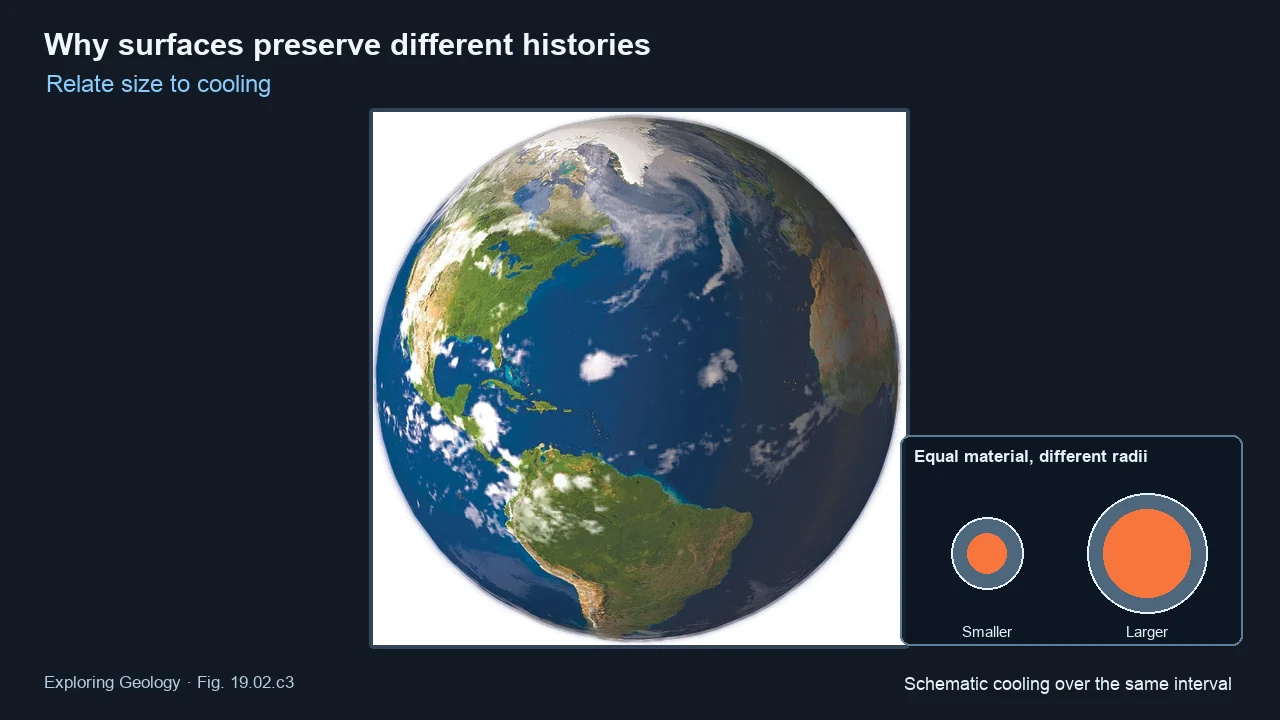 Why surfaces preserve different histories
Relate size to cooling
Equal material, different radii
Smaller
Larger
Exploring Geology · Fig. 19.02.c3
Schematic cooling over the same interval